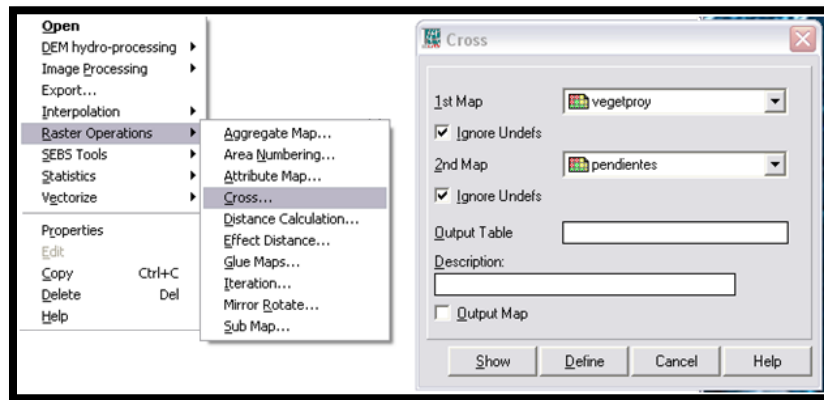 Open
DEM hydro-processing
Image Processing
Export...
Interpolation
Raster Operations
SEBS Tools
Statistics
Vectorize
Properties
Edit
Copy Ctrl+C
Delete Del
Help
Aggregate Map...
Area Numbering...
Attribute Map...
Cross...
Distance Calculation...
Effect Distance...
Glue Maps...
Iteration...
Mirror Rotate...
Sub Map...
Cross
1st Map vegetproy
Ignore Undefs
2nd Map pendientes
Ignore Undefs
Output Table
Description:
Output Map
Show Define Cancel Help